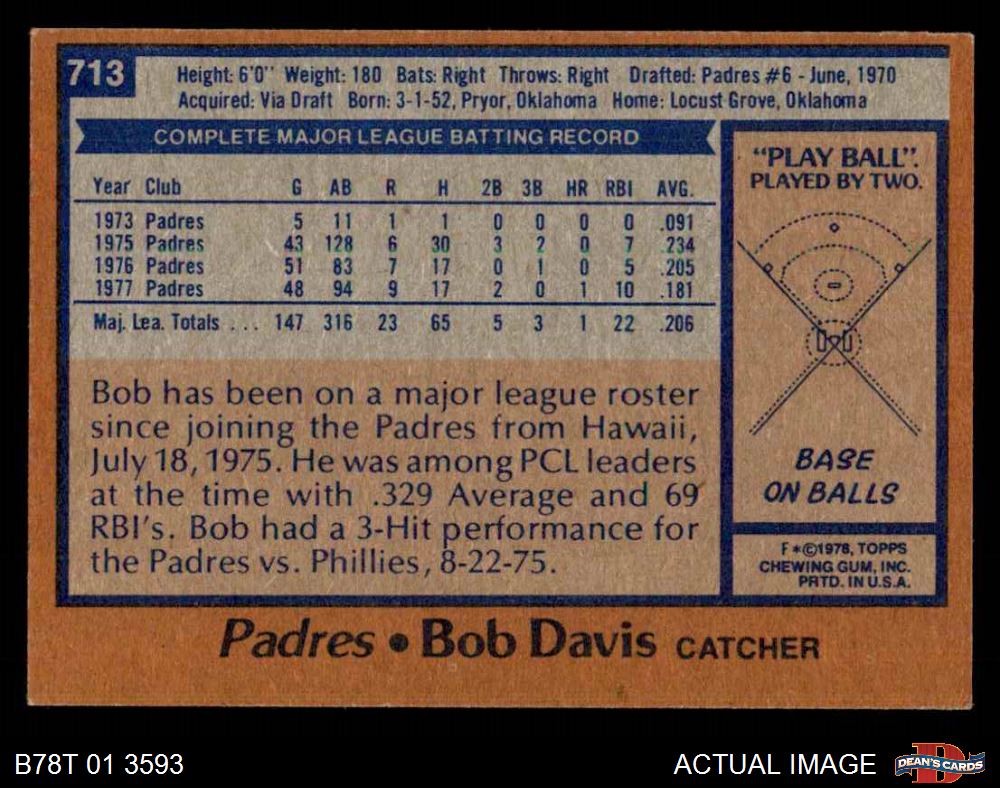 713
Height: 6'0" Weight: 180 Bats: Right Throws: Right Drafted: Padres #6 - June, 1970
Acquired: Via Draft Born: 3-1-52, Pryor, Oklahoma Home: Locust Grove, Oklahoma
COMPLETE MAJOR LEAGUE BATTING RECORD
Year Club G AB R H 2B 3B HR RBI AVG.
1973 Padres 5 11 1 1 0 0 0 0 .091
1975 Padres 43 128 6 30 3 2 0 7 .234
1976 Padres 51 83 7 17 0 1 0 5 .205
1977 Padres 48 94 9 17 2 0 1 10 .181
Maj. Lea. Totals . . . 147 316 23 65 5 3 1 22 .206
Bob has been on a major league roster
since joining the Padres from Hawaii,
July 18, 1975. He was among PCL leaders
at the time with .329 Average and 69
RBI's. Bob had a 3-Hit performance for
the Padres vs. Phillies, 8-22-75.
"PLAY BALL".
PLAYED BY TWO.
BASE
ON BALLS
F*©1978, TOPPS
CHEWING GUM, INC.
PRTD. IN U.S.A.
Padres • Bob Davis CATCHER
B78T 01 3593
ACTUAL IMAGE
DEAN'S CARDS